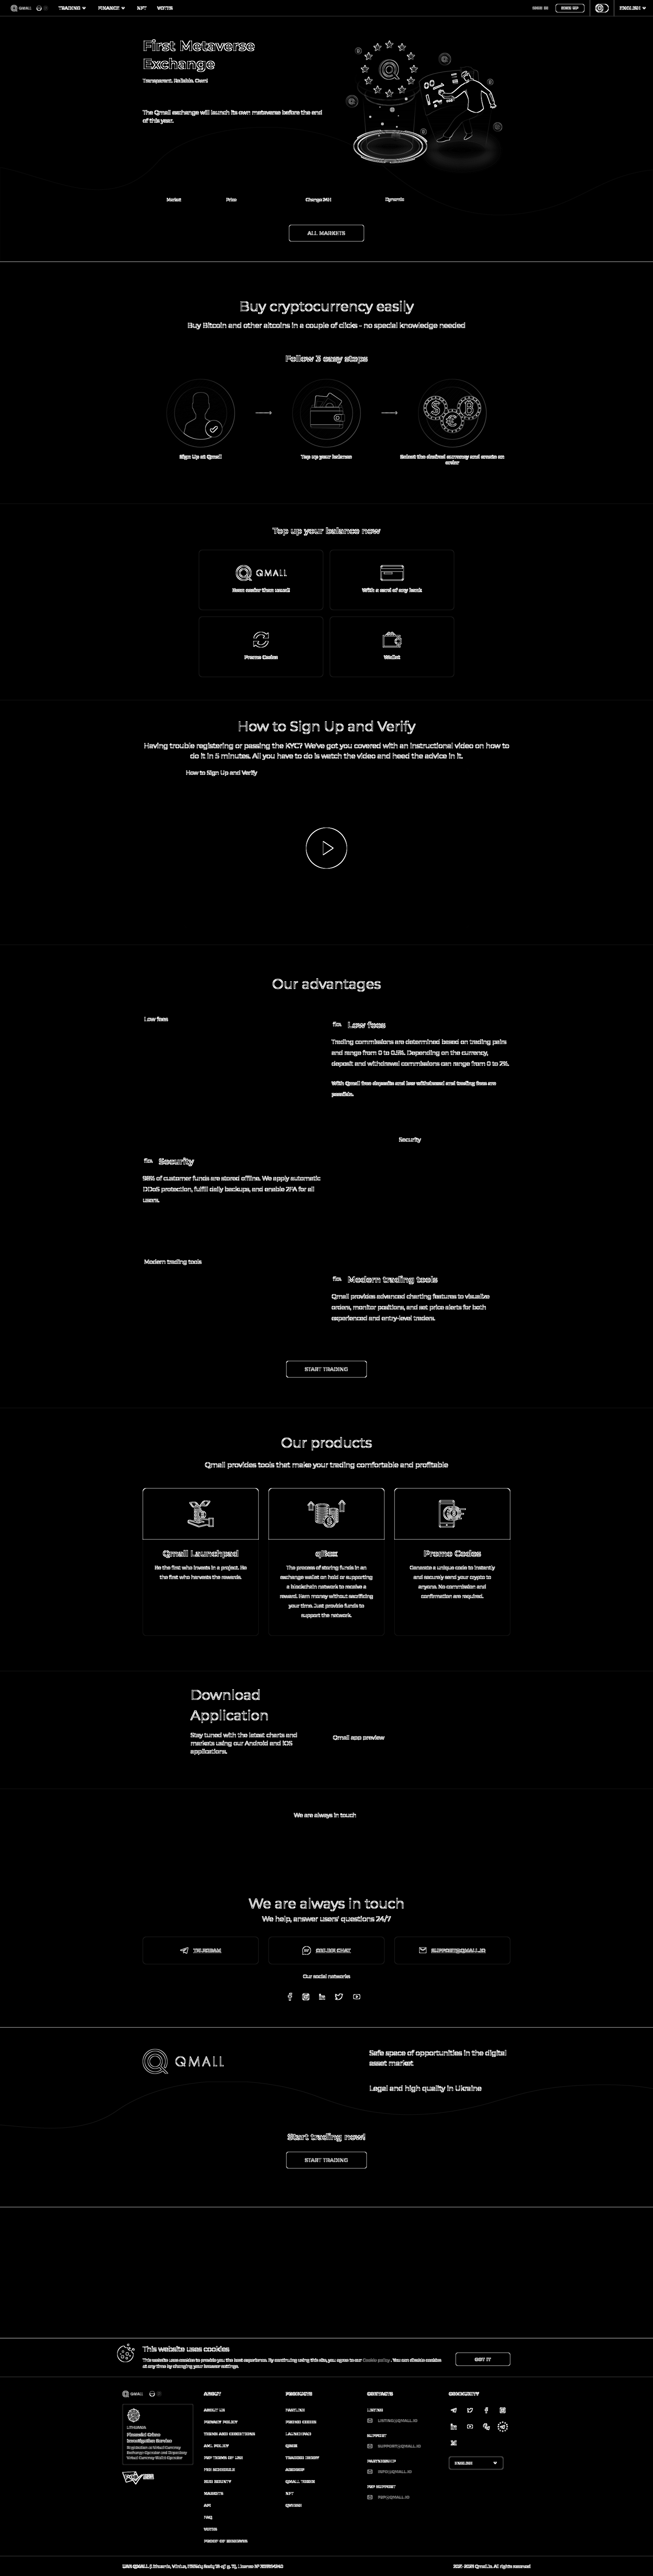 QMALL
TRADING
FINANCE
NFT
VOTES
SIGN IN
SIGN UP
ENGLISH
First Metaverse
Exchange
Transparent. Reliable. Own!
The Qmall exchange will launch its own metaverse before the end
of this year.
Market
Price
Change 24H
Dynamic
ALL MARKETS
Buy cryptocurrency easily
Buy Bitcoin and other altcoins in a couple of clicks - no special knowledge needed
Follow 3 easy steps
Sign Up at Qmall
Top up your balance
Select the desired currency and create an
order
Top up your balance now
QMALL
Even easier than usual!
With a card of any bank
Promo Codes
Wallet
How to Sign Up and Verify
Having trouble registering or passing the KYC? We've got you covered with an instructional video on how to
do it in 5 minutes. All you have to do is watch the video and heed the advice in it.
How to Sign Up and Verify
Our advantages
Low fees
Low fees
Trading commissions are determined based on trading pairs
and range from 0 to 0.5%. Depending on the currency,
deposit and withdrawal commissions can range from 0 to 2%.
With Qmall free deposits and low withdrawal and trading fees are
possible.
Security
Security
98% of customer funds are stored offline. We apply automatic
DDoS protection, fulfill daily backups, and enable 2FA for all
users.
Modern trading tools
Modern trading tools
Qmall provides advanced charting features to visualize
orders, monitor positions, and set price alerts for both
experienced and entry-level traders.
START TRADING
Our products
Qmall provides tools that make your trading comfortable and profitable
Qmall Launchpad
Be the first who invests in a project. Be
the first who harvests the rewards.
qBox
The process of storing funds in an
exchange wallet on hold or supporting
a blockchain network to receive a
reward. Earn money without sacrificing
your time. Just provide funds to
support the network.
Promo Codes
Generate a unique code to instantly
and securely send your crypto to
anyone. No commission and
confirmation are required.
Download
Application
Stay tuned with the latest charts and
markets using our Android and iOS
applications.
Qmall app preview
We are always in touch
We are always in touch
We help, answer users' questions 24/7
TELEGRAM
ONLINE CHAT
SUPPORT@QMALL.IO
Our social networks
QMALL
Safe space of opportunities in the digital
asset market
Legal and high quality in Ukraine
Start trading now!
START TRADING
This website uses cookies
This website uses cookies to provide you the best experience. By continuing using this site, you agree to our Cookie policy. You can disable cookies
at any time by changing your browser settings.
GOT IT
QMALL
LITHUANIA
Financial Crime
Investigation Service
Registration of Virtual Currency
Exchange Operator and Depository
Virtual Currency Wallet Operator
ABOUT
ABOUT US
PRIVACY POLICY
TERMS AND CONDITIONS
AML POLICY
P2P TERMS OF USE
FEE SCHEDULE
BUG BOUNTY
MARKETS
API
FAQ
VOTES
PROOF OF RESERVES
PRODUCTS
PROMO CODES
LAUNCHPAD
QBOX
AIRDROP
QMALL TOKEN
NFT
CONTACTS
LISTING
LISTING@QMALL.IO
SUPPORT
SUPPORT@QMALL.IO
PARTNERSHIP
INFO@QMALL.IO
P2P SUPPORT
P2P@QMALL.IO
COMMUNITY
ENGLISH
2021-2023 Qmall.io. All rights reserved